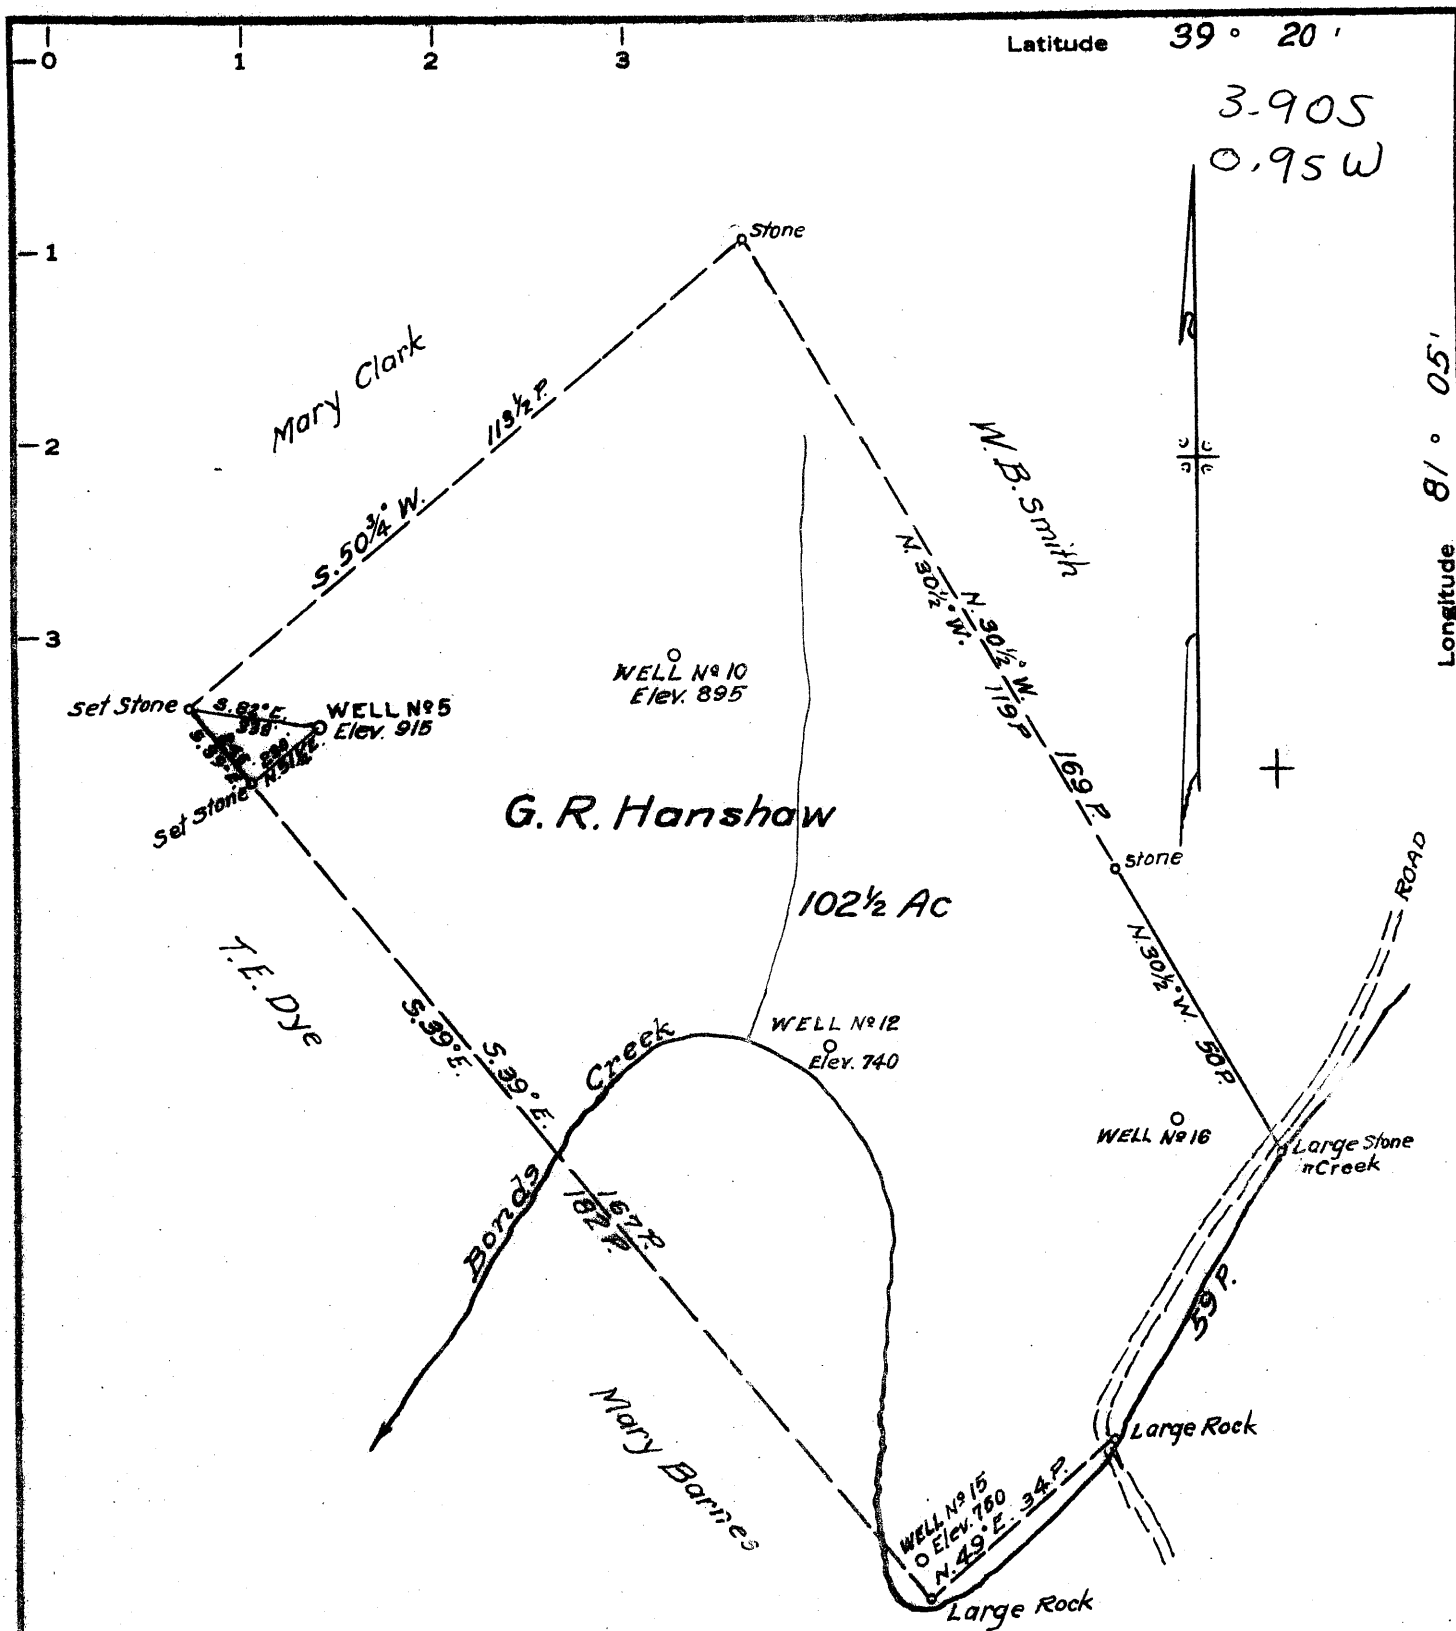 0 1 2 3
Latitude 39° 20'
3.90S
0.95 W
1
2
3
Longitude 81° 05'
Stone
Mary Clark
113½ P.
S. 50¾° W.
W. B. Smith
N. 30½° W.
N. 30½° W.
119 P
169 P.
WELL Nº 10
Elev. 895
Set Stone
S. 82° E.
WELL Nº 5
Elev. 915
S. 39° E.
Set Stone
G. R. Hanshaw
102½ Ac
Stone
N. 30½° W. 50 P.
ROAD
T. E. Dye
S. 39° E.
S. 39° E.
Bonds Creek
WELL Nº 12
Elev. 740
WELL Nº 16
Large Stone
n Creek
167 P.
182 P.
59 P.
Mary Barnes
Large Rock
WELL Nº 15
Elev. 750
N. 49° E. 34 P.
Large Rock